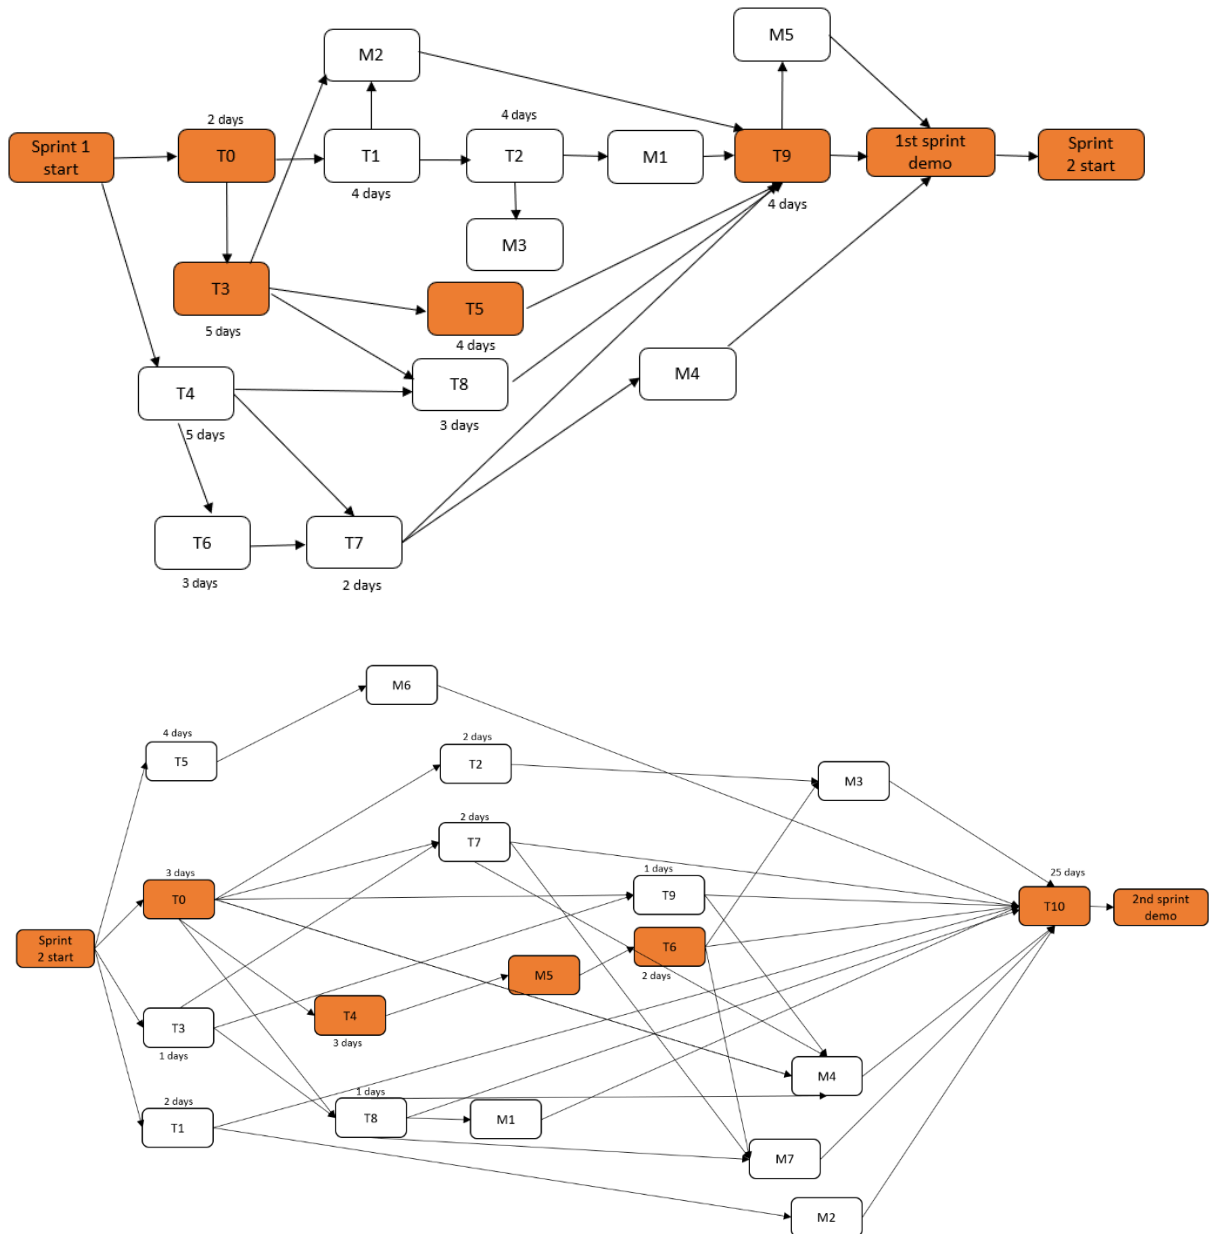 M5
M2
2 days
4 days
Sprint 1
start
T0
T1
T2
M1
T9
1st sprint
demo
Sprint
2 start
4 days
4 days
M3
T3
T5
5 days
4 days
M4
T4
T8
5 days
3 days
T6
T7
3 days
2 days
M6
4 days
T5
2 days
T2
M3
2 days
T7
3 days
T0
1 days
T9
25 days
T10
2nd sprint
demo
Sprint
2 start
T6
2 days
M5
T4
3 days
T3
1 days
M4
2 days
T1
1 days
T8
M1
M7
M2